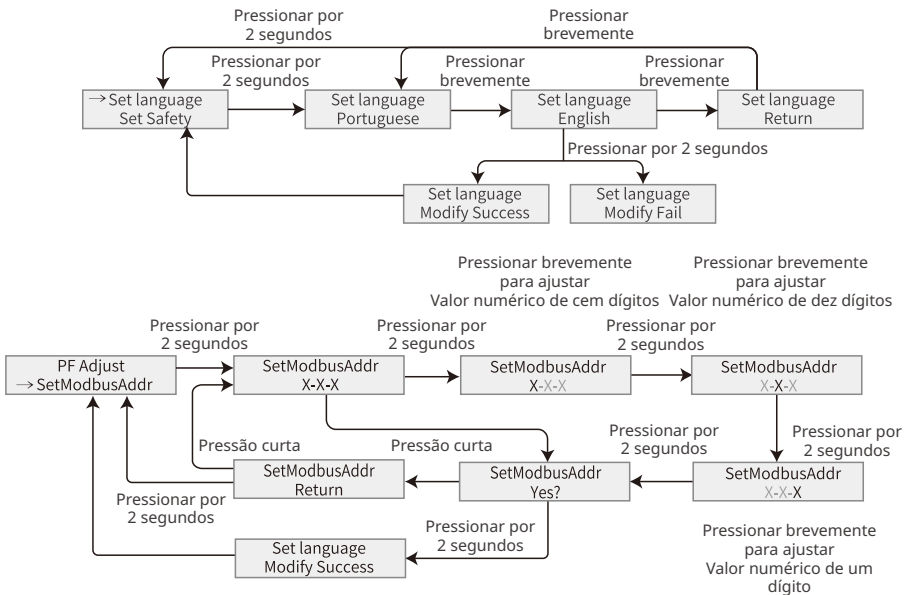 Pressionar por
2 segundos
Pressionar
brevemente
Pressionar por
2 segundos
Pressionar
brevemente
Pressionar
brevemente
→Set language
Set Safety
Set language
Portuguese
Set language
English
Set language
Return
Pressionar por 2 segundos
Set language
Modify Success
Set language
Modify Fail
Pressionar brevemente
para ajustar
Valor numérico de cem dígitos
Pressionar brevemente
para ajustar
Valor numérico de dez dígitos
Pressionar por
2 segundos
Pressionar por
2 segundos
Pressionar por
2 segundos
PF Adjust
→SetModbusAddr
SetModbusAddr
X-X-X
SetModbusAddr
X-X-X
SetModbusAddr
X-X-X
Pressão curta
Pressão curta
Pressionar por
2 segundos
Pressionar por
2 segundos
SetModbusAddr
Return
SetModbusAddr
Yes?
SetModbusAddr
X-X-X
Pressionar por
2 segundos
Pressionar por
2 segundos
Set language
Modify Success
Pressionar brevemente
para ajustar
Valor numérico de um
dígito